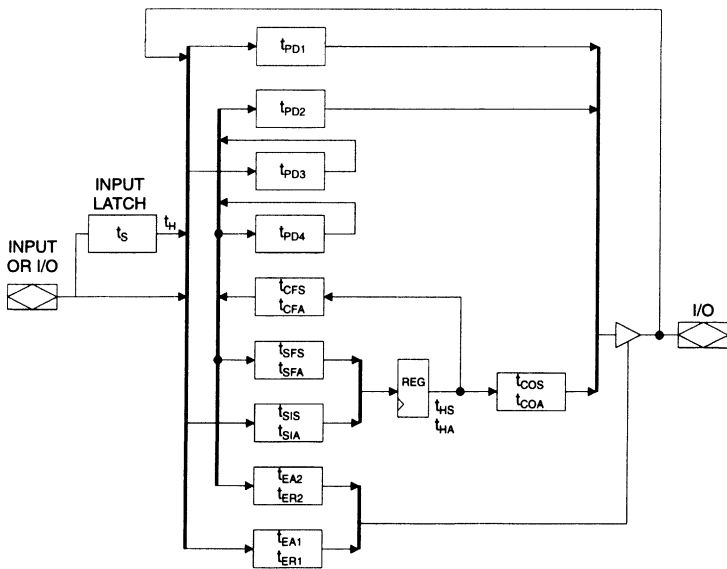 tPD1
tPD2
tPD3
tPD4
INPUT
LATCH
tS
tH
INPUT
OR I/O
tCFS
tCFA
tSFS
tSFA
tSIS
tSIA
REG
tHS
tHA
tCOS
tCOA
I/O
tEA2
tER2
tEA1
tER1